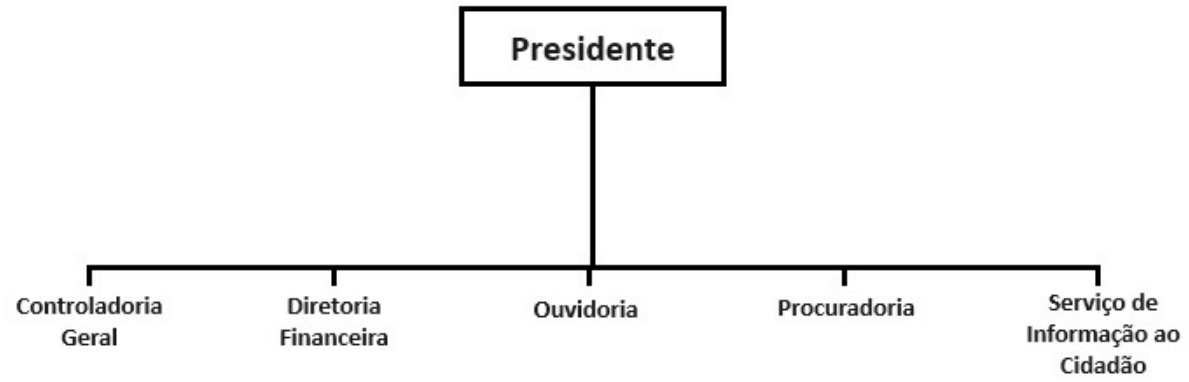 Presidente
Controladoria
Geral
Diretoria
Financeira
Ouvidoria
Procuradoria
Serviço de
Informação ao
Cidadão